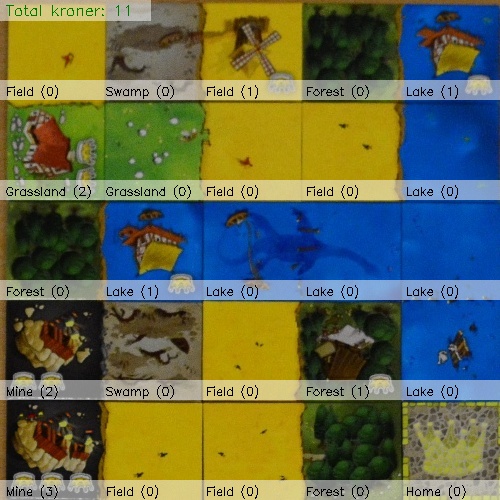 Total kroner: 11
Field (0) Swamp (0) Field (1) Forest (0) Lake (1)
Grassland (2) Grassland (0) Field (0) Field (0) Lake (0)
Forest (0) Lake (1) Lake (0) Lake (0) Lake (0)
Mine (2) Swamp (0) Field (0) Forest (1) Lake (0)
Mine (3) Field (0) Field (0) Forest (0) Home (0)